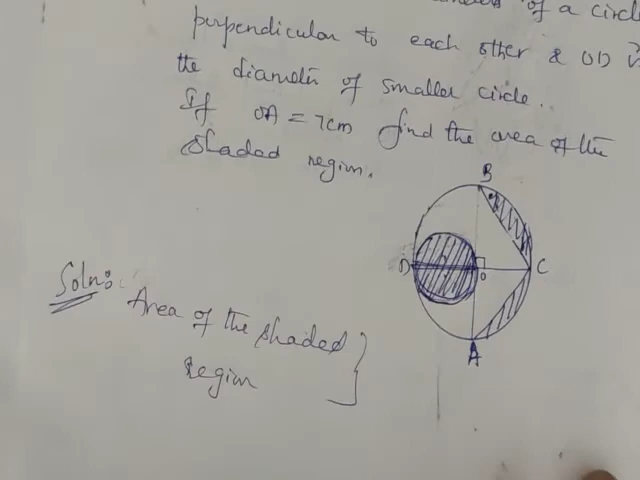 of a circle
perpendicular to each other & OD is
the diameter of smaller circle.
If OA = 7cm find the area of the
shaded region.
B
D
O
C
A
Soln:
Area of the shaded
region